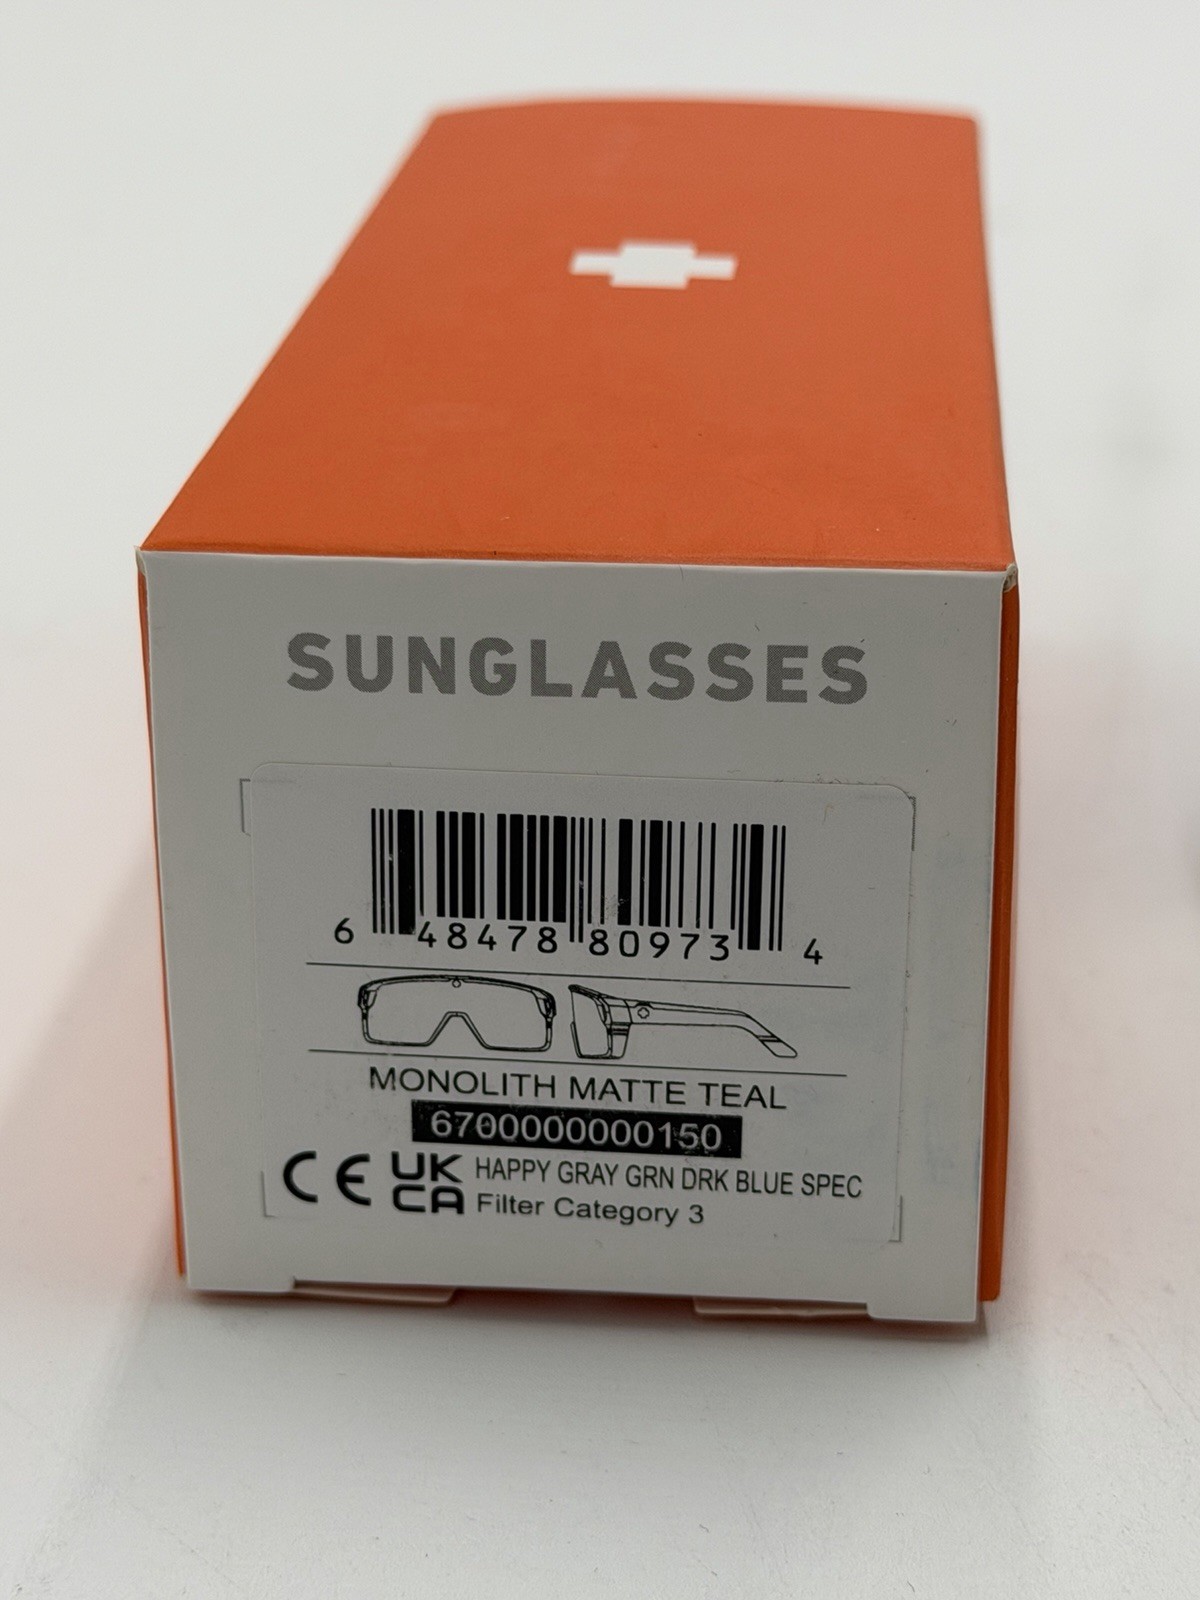 SUNGLASSES
6 48478 80973 4
MONOLITH MATTE TEAL
6700000000150
CE UK CA HAPPY GRAY GRN DRK BLUE SPEC
Filter Category 3